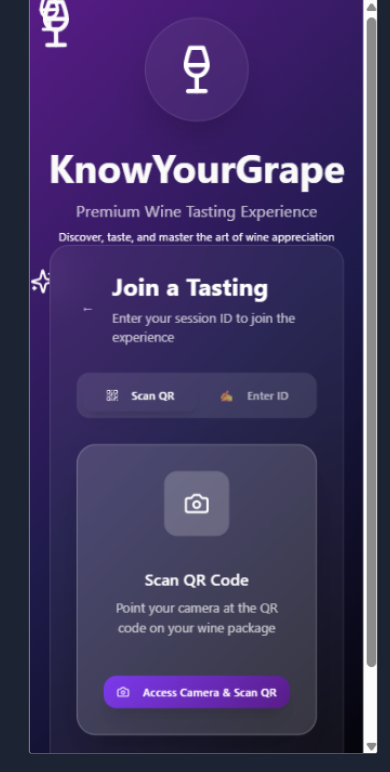 KnowYourGrape
Premium Wine Tasting Experience
Discover, taste, and master the art of wine appreciation
←
Join a Tasting
Enter your session ID to join the
experience
Scan QR
✍️ Enter ID
Scan QR Code
Point your camera at the QR
code on your wine package
Access Camera & Scan QR